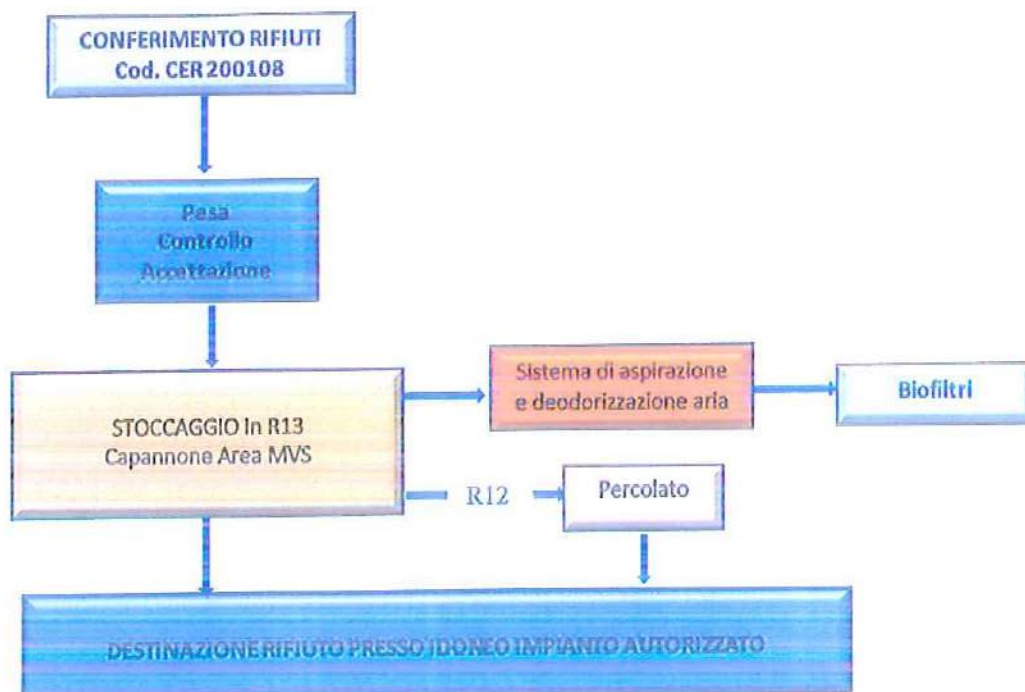 CONFERIMENTO RIFIUTI
Cod. CER 200108
Pesa
Controllo
Accettazione
STOCCAGGIO in R13
Capannone Area MVS
Sistema di aspirazione
e deodorizzazione aria
Biofiltri
R12
Percolato
DESTINAZIONE RIFIUTO PRESSO IDONEO IMPIANTO AUTORIZZATO